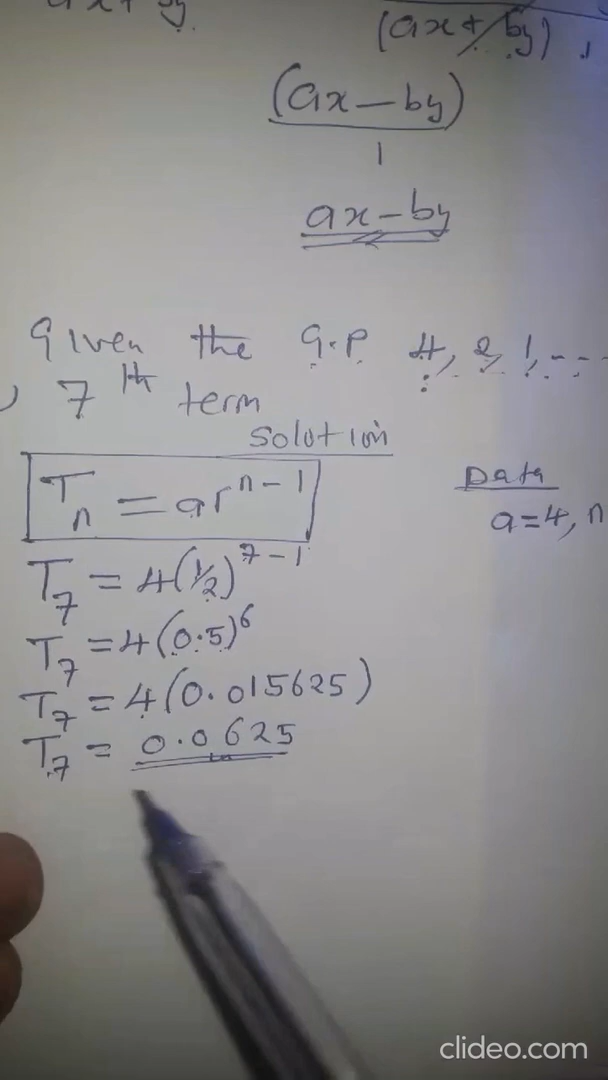 (ax + by)
(ax – by)
1
ax – by
Given the G.P 4, 2, 1, ---
, 7th term
solution
Tn = ar^n – 1
Data
a = 4, n
T7 = 4(1/2)^7 – 1
T7 = 4(0.5)^6
T7 = 4(0.015625)
T7 = 0.0625
clideo.com